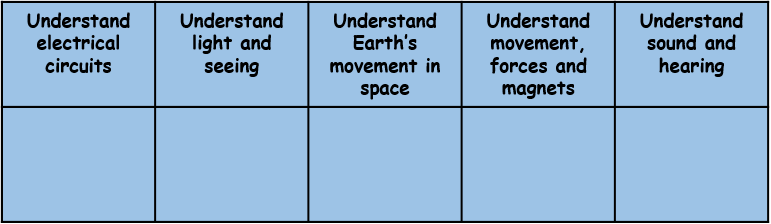 Understand
electrical
circuits
Understand
light and
seeing
Understand
Earth's
movement in
space
Understand
movement,
forces and
magnets
Understand
sound and
hearing